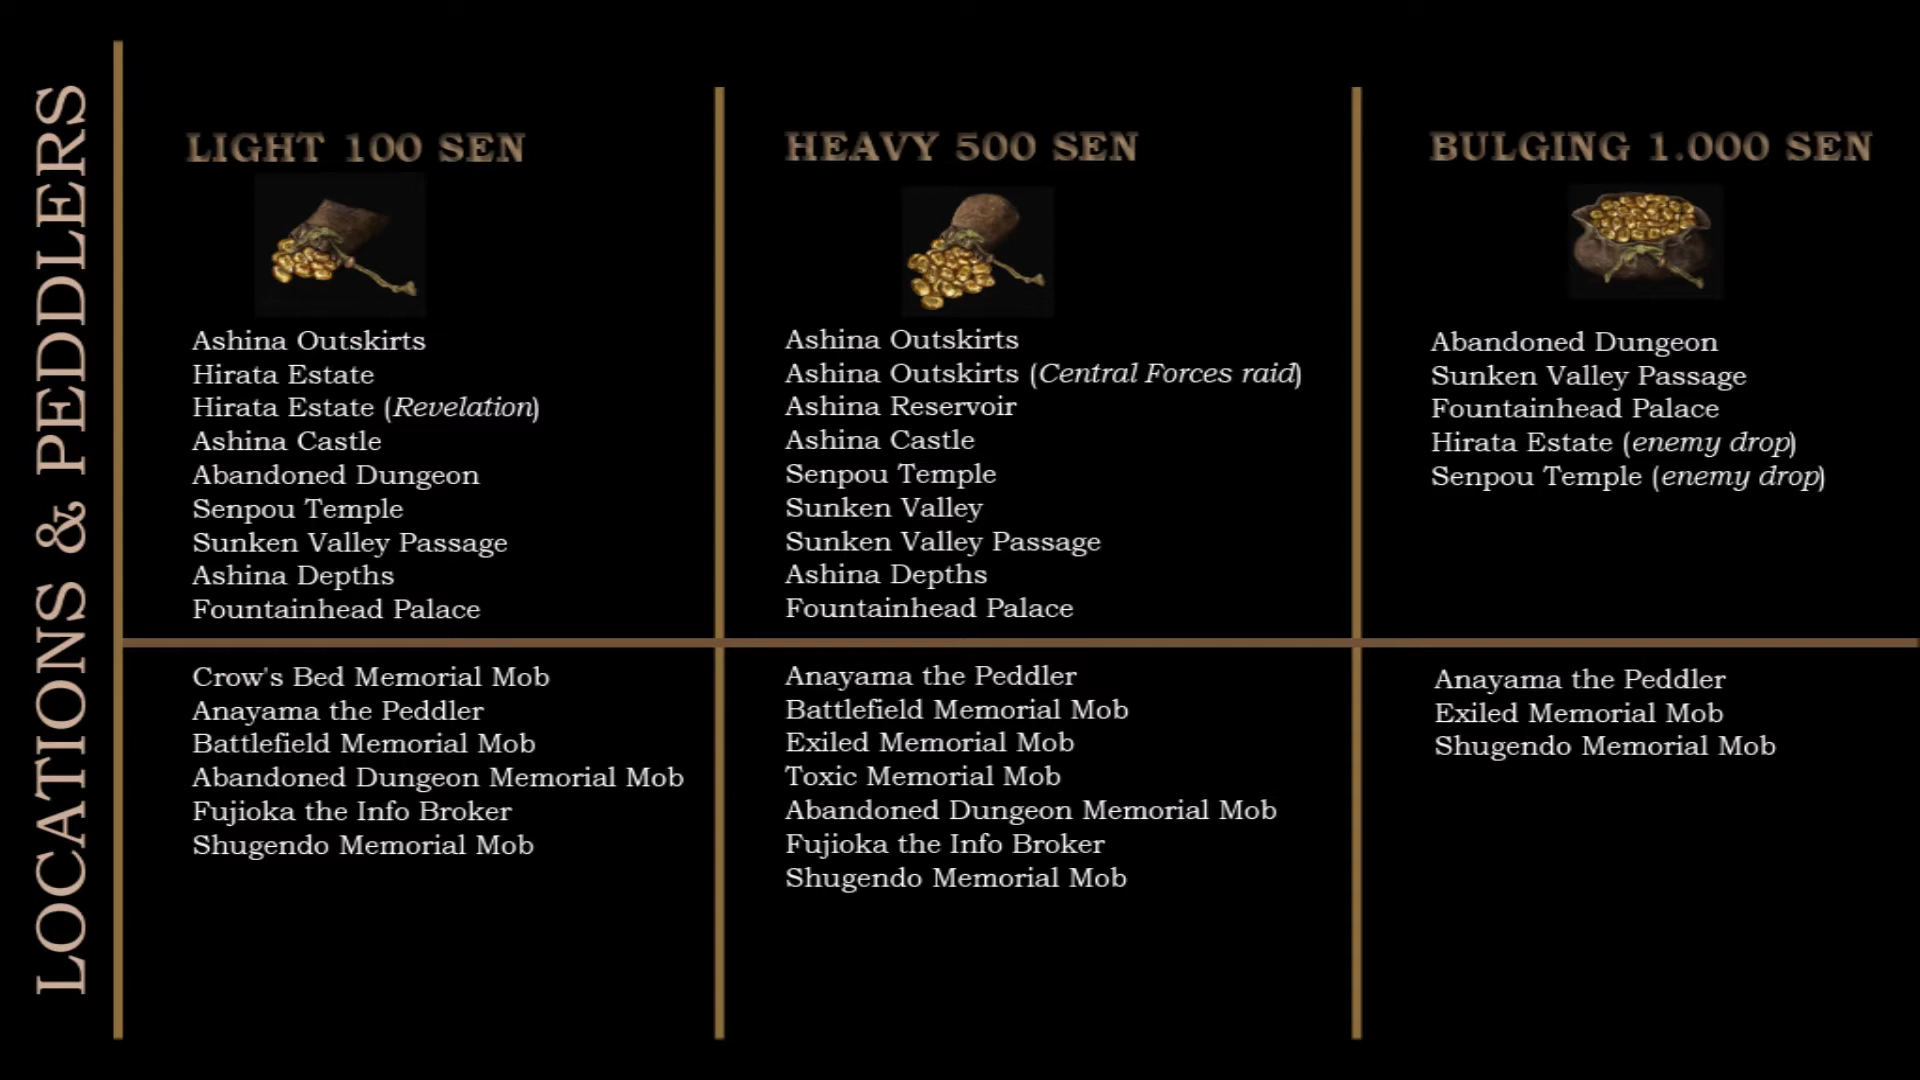 LOCATIONS & PEDDLERS
LIGHT 100 SEN
Ashina Outskirts
Hirata Estate
Hirata Estate (Revelation)
Ashina Castle
Abandoned Dungeon
Senpou Temple
Sunken Valley Passage
Ashina Depths
Fountainhead Palace
Crow's Bed Memorial Mob
Anayama the Peddler
Battlefield Memorial Mob
Abandoned Dungeon Memorial Mob
Fujioka the Info Broker
Shugendo Memorial Mob
HEAVY 500 SEN
Ashina Outskirts
Ashina Outskirts (Central Forces raid)
Ashina Reservoir
Ashina Castle
Senpou Temple
Sunken Valley
Sunken Valley Passage
Ashina Depths
Fountainhead Palace
Anayama the Peddler
Battlefield Memorial Mob
Exiled Memorial Mob
Toxic Memorial Mob
Abandoned Dungeon Memorial Mob
Fujioka the Info Broker
Shugendo Memorial Mob
BULGING 1.000 SEN
Abandoned Dungeon
Sunken Valley Passage
Fountainhead Palace
Hirata Estate (enemy drop)
Senpou Temple (enemy drop)
Anayama the Peddler
Exiled Memorial Mob
Shugendo Memorial Mob